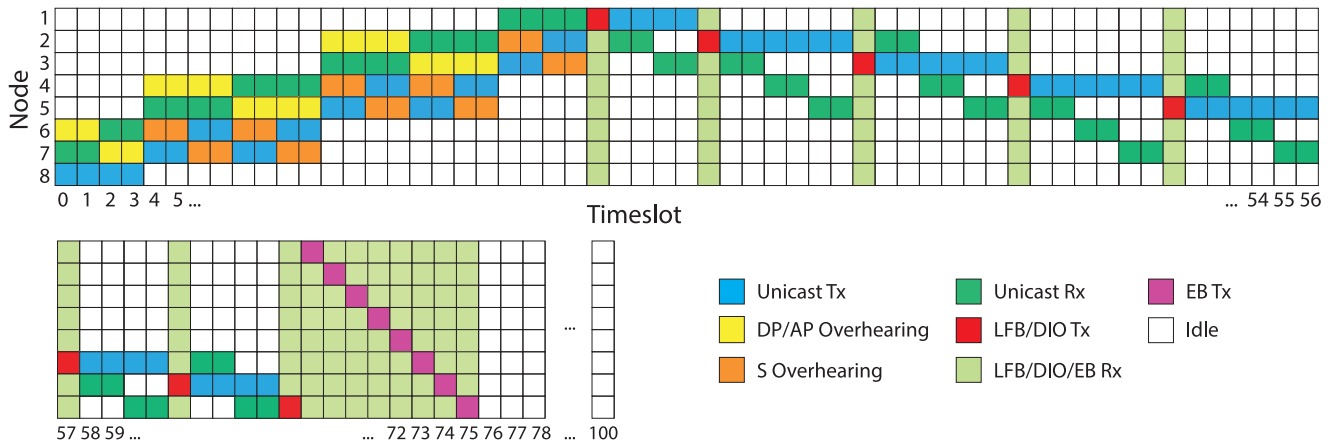 Node
1
2
3
4
5
6
7
8
0 1 2 3 4 5 ... ... 54 55 56
Timeslot
...
57 58 59 ... ... 72 73 74 75 76 77 78 ... 100
Unicast Tx Unicast Rx EB Tx
DP/AP Overhearing LFB/DIO Tx Idle
S Overhearing LFB/DIO/EB Rx